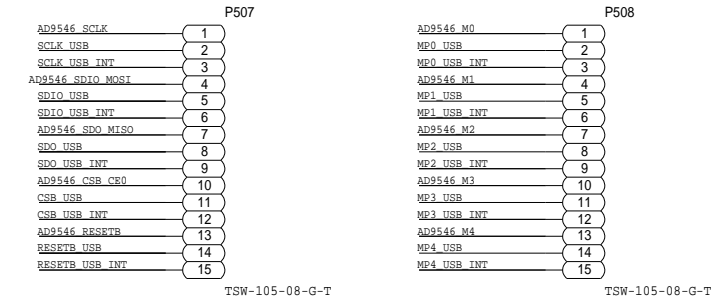 P507
AD9546_SCLK 1
SCLK_USB 2
SCLK_USB_INT 3
AD9546_SDIO_MOSI 4
SDIO_USB 5
SDIO_USB_INT 6
AD9546_SDO_MISO 7
SDO_USB 8
SDO_USB_INT 9
AD9546_CSB_CE0 10
CSB_USB 11
CSB_USB_INT 12
AD9546_RESETB 13
RESETB_USB 14
RESETB_USB_INT 15
TSW-105-08-G-T
P508
AD9546_M0 1
MP0_USB 2
MP0_USB_INT 3
AD9546_M1 4
MP1_USB 5
MP1_USB_INT 6
AD9546_M2 7
MP2_USB 8
MP2_USB_INT 9
AD9546_M3 10
MP3_USB 11
MP3_USB_INT 12
AD9546_M4 13
MP4_USB 14
MP4_USB_INT 15
TSW-105-08-G-T